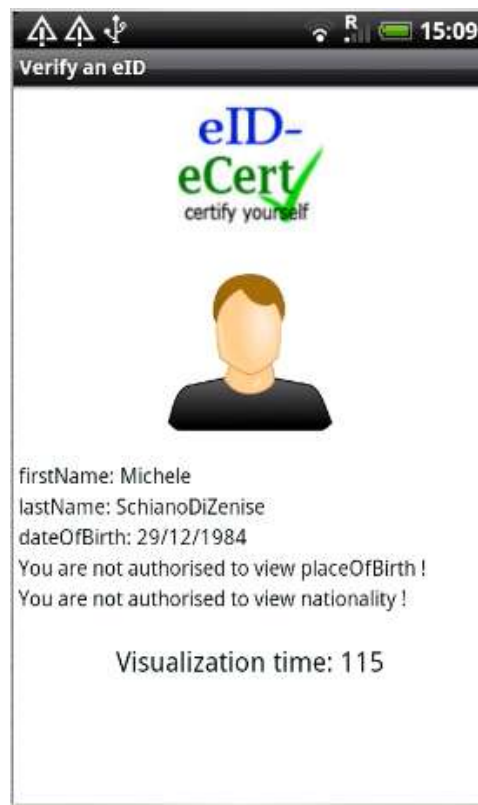 R
15:09
Verify an eID
eID-
eCert
certify yourself
firstName: Michele
lastName: SchianoDiZenise
dateOfBirth: 29/12/1984
You are not authorised to view placeOfBirth !
You are not authorised to view nationality !
Visualization time: 115